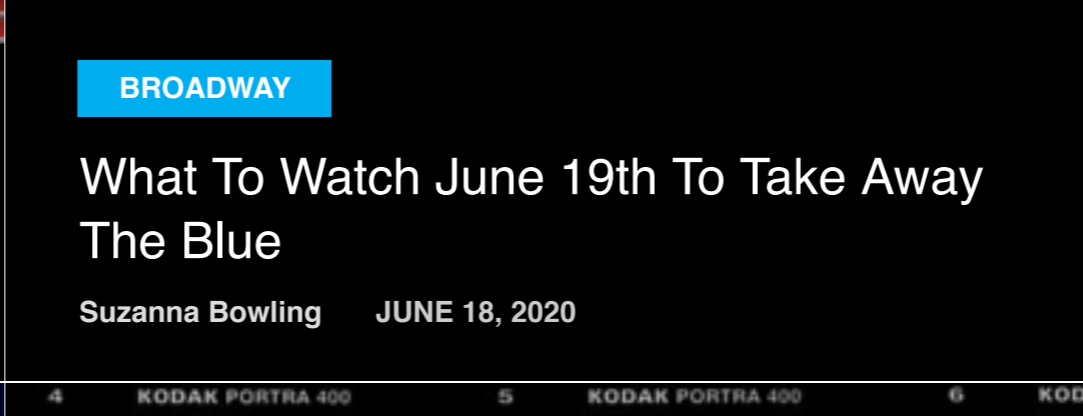 BROADWAY
What To Watch June 19th To Take Away
The Blue
Suzanna Bowling JUNE 18, 2020
4 KODAK PORTRA 400 5 KODAK PORTRA 400 6 KOD